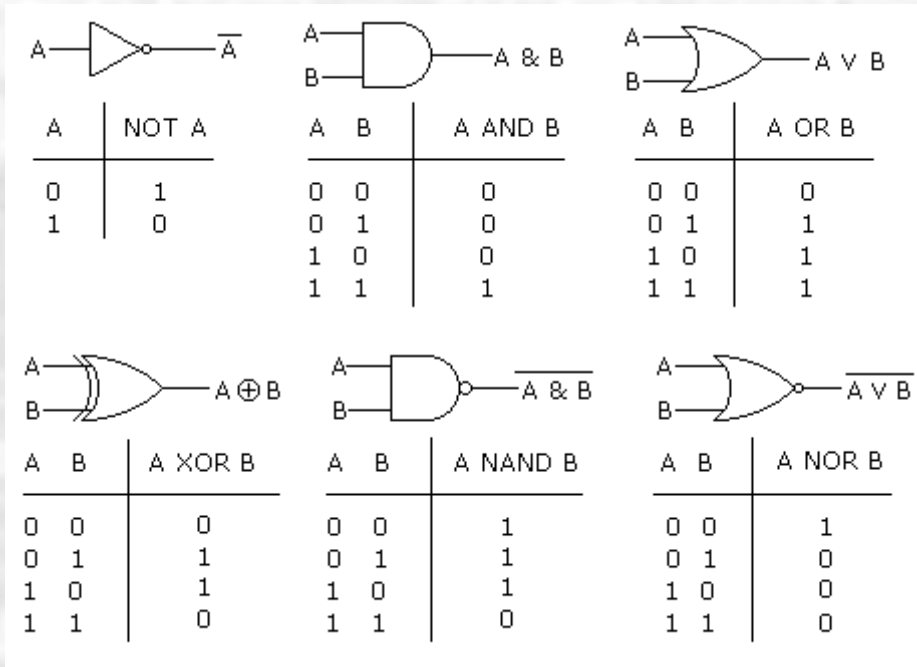 A A̅
A
B A & B
A
B A ∨ B
A NOT A
0 1
1 0
A B A AND B
0 0 0
0 1 0
1 0 0
1 1 1
A B A OR B
0 0 0
0 1 1
1 0 1
1 1 1
A
B A ⊕ B
A
B A̅ ̅&̅ ̅B̅
A
B A̅ ̅∨̅ ̅B̅
A B A XOR B
0 0 0
0 1 1
1 0 1
1 1 0
A B A NAND B
0 0 1
0 1 1
1 0 1
1 1 0
A B A NOR B
0 0 1
0 1 0
1 0 0
1 1 0